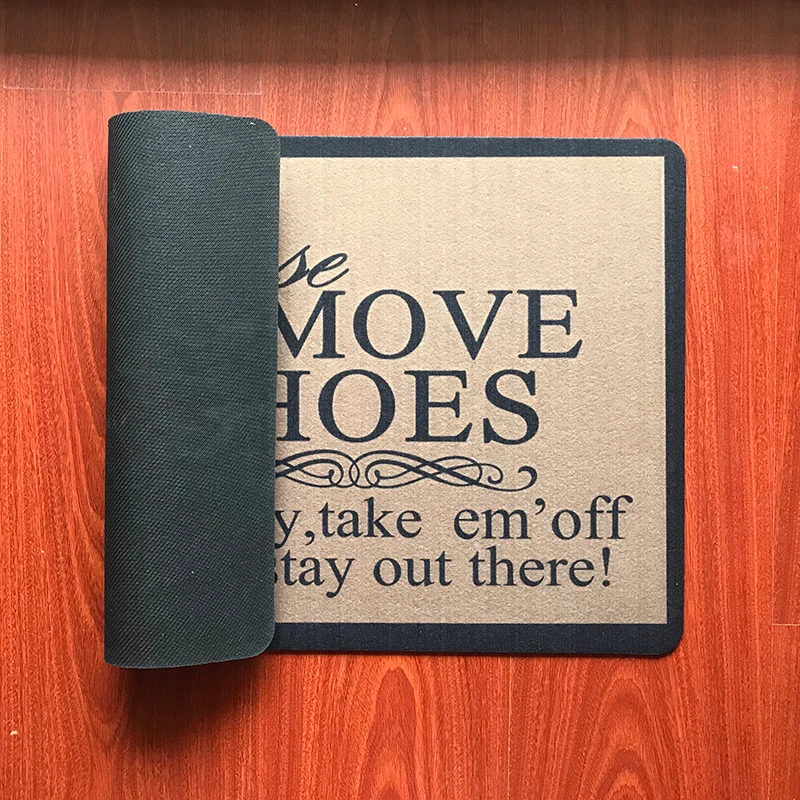 se
MOVE
HOES
y,take em'off
stay out there!